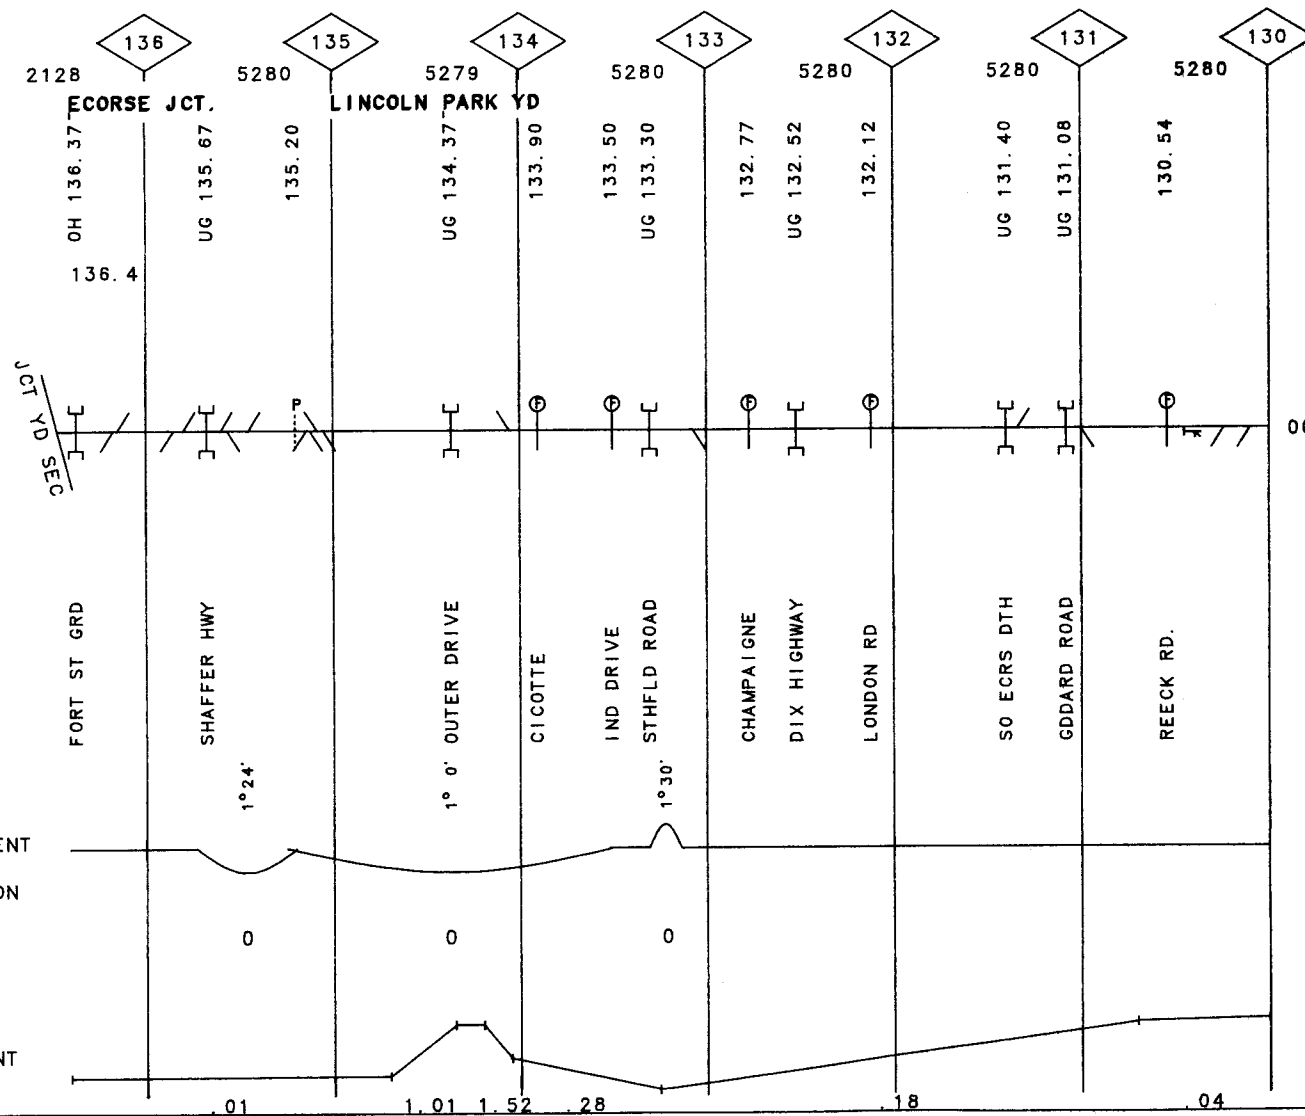 136 135 134 133 132 131 130
2128 5280 5279 5280 5280 5280 5280
ECORSE JCT. LINCOLN PARK YD
OH 136.37
UG 135.67
135.20
UG 134.37
133.90
133.50
UG 133.30
132.77
UG 132.52
132.12
UG 131.40
UG 131.08
130.54
136.4
JCT YD SEC
P
F
F
F
F
F
FORT ST GRD
SHAFFER HWY
OUTER DRIVE
CICOTTE
IND DRIVE
STHFLD ROAD
CHAMPAIGNE
DIX HIGHWAY
LONDON RD
SO ECRS DTH
GDDARD ROAD
REECK RD.
1°24'
1° 0'
1°30'
ENT
ON
0 0 0
NT
.01 1.01 1.52 .28 .18 .04